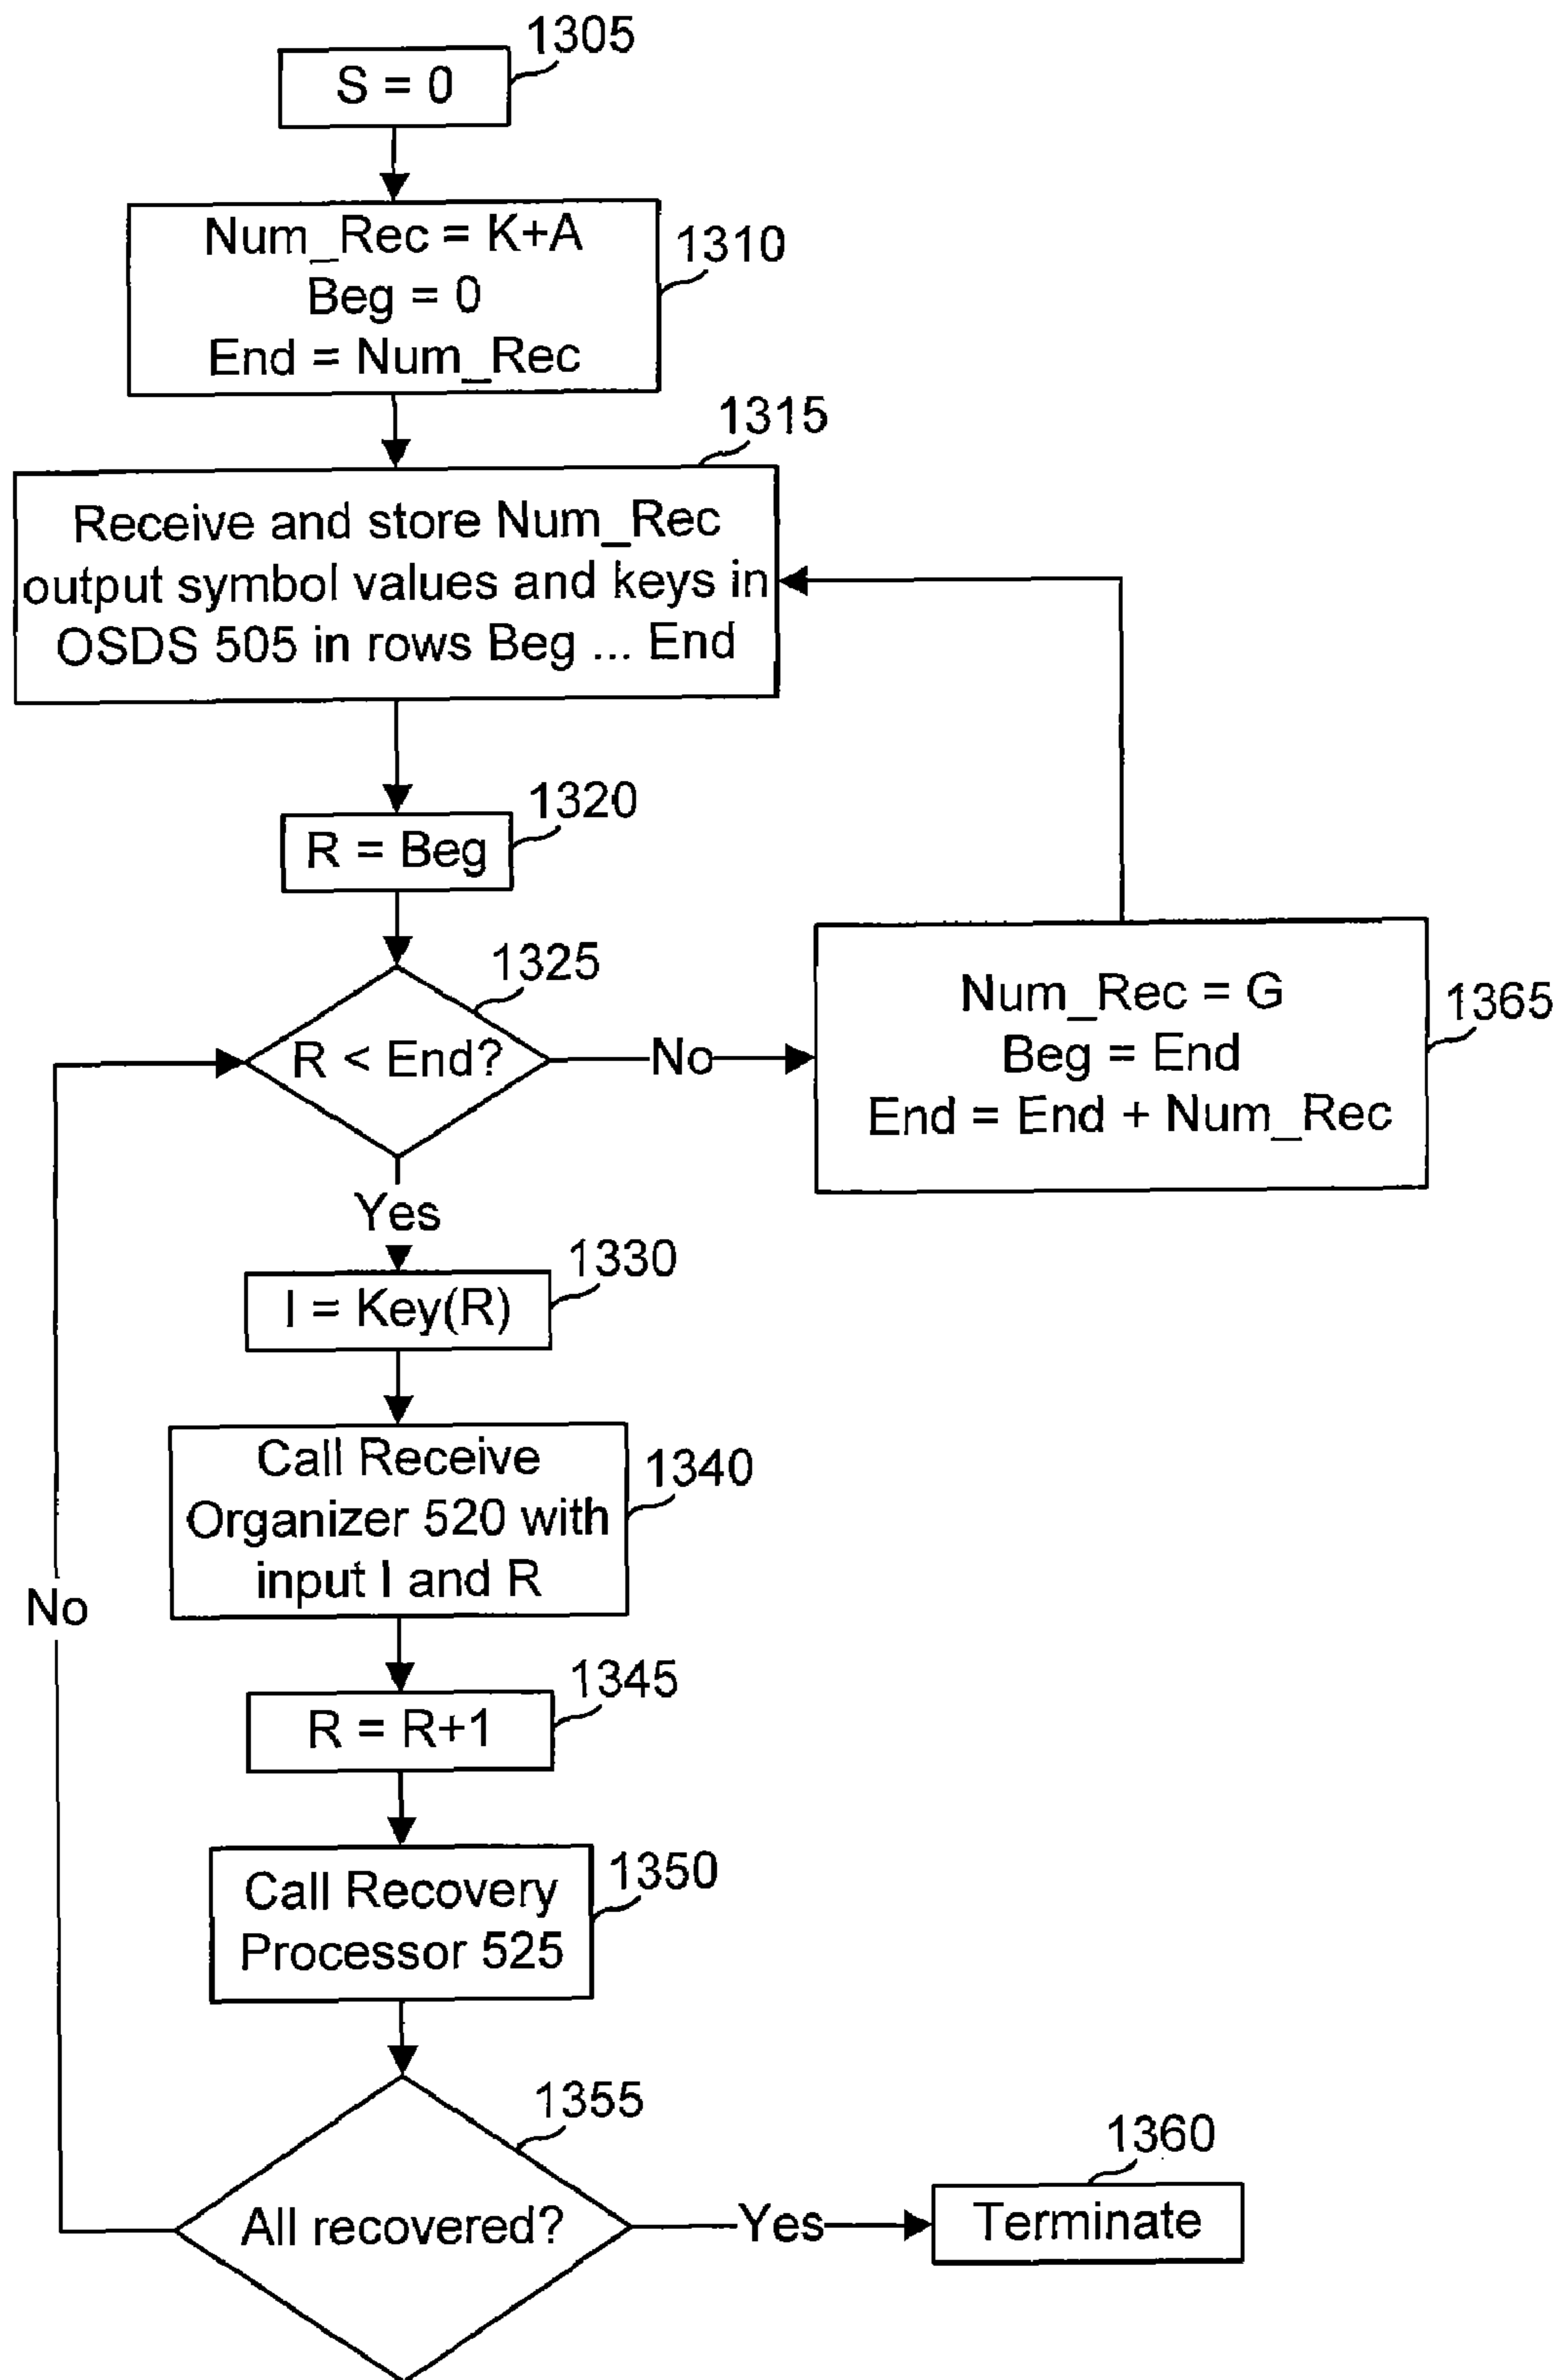 1305
S = 0
Num_Rec = K+A
Beg = 0
End = Num_Rec
1310
1315
Receive and store Num_Rec
output symbol values and keys in
OSDS 505 in rows Beg ... End
1320
R = Beg
1325
R < End?
No
Num_Rec = G
Beg = End
End = End + Num_Rec
1365
Yes
1330
I = Key(R)
Call Receive
Organizer 520 with
input I and R
1340
No
1345
R = R+1
Call Recovery
Processor 525
1350
1355
All recovered?
Yes
1360
Terminate